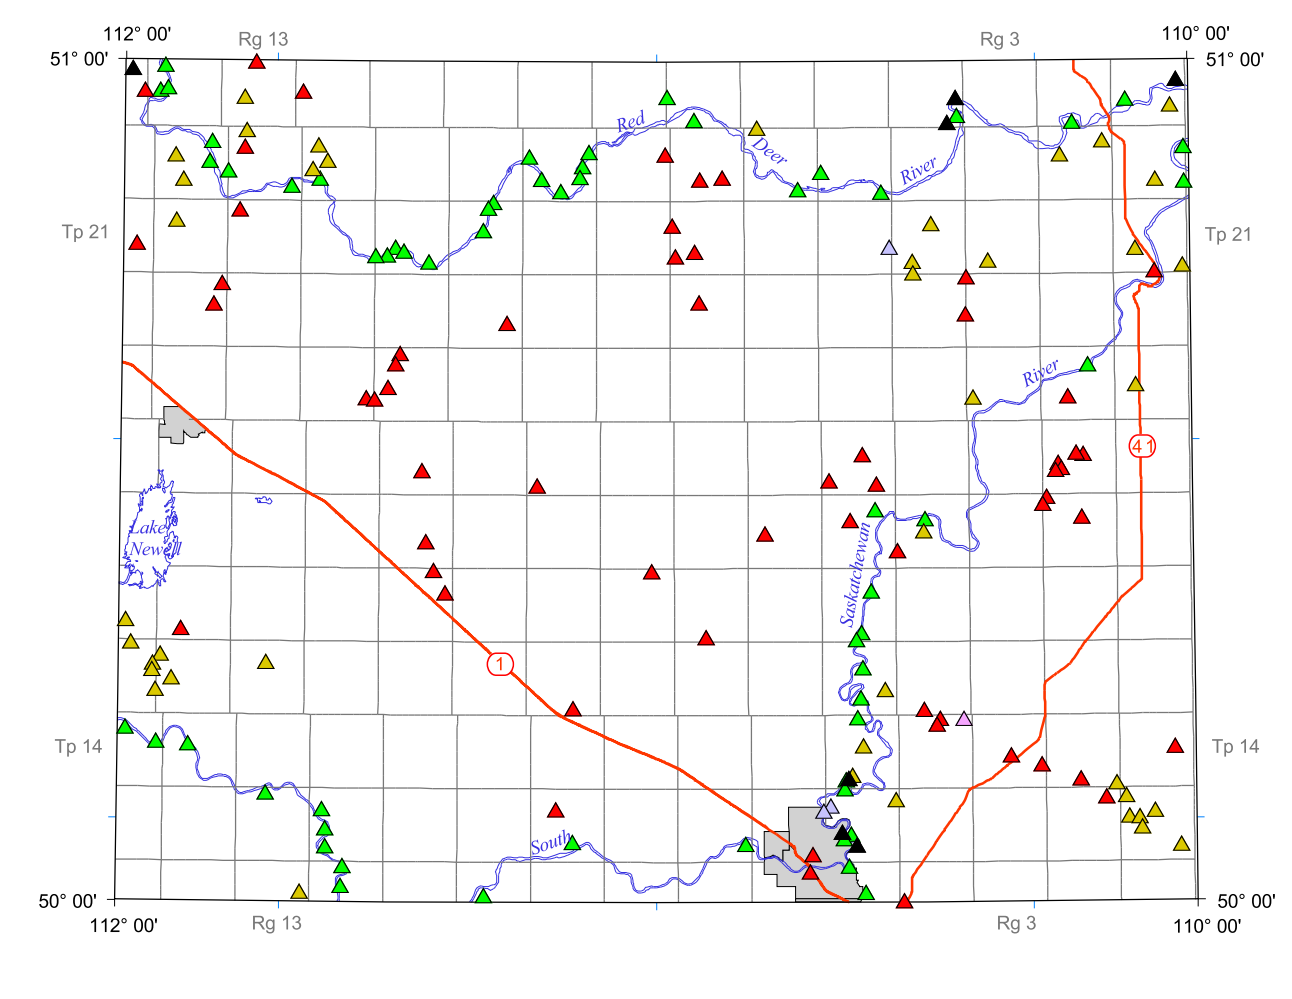 112° 00'
Rg 13
Rg 3
110° 00'
51° 00'
51° 00'
Red
Deer
River
Tp 21
Tp 21
River
41
Lake
Newell
Saskatchewan
1
Tp 14
Tp 14
South
50° 00'
50° 00'
112° 00'
Rg 13
Rg 3
110° 00'